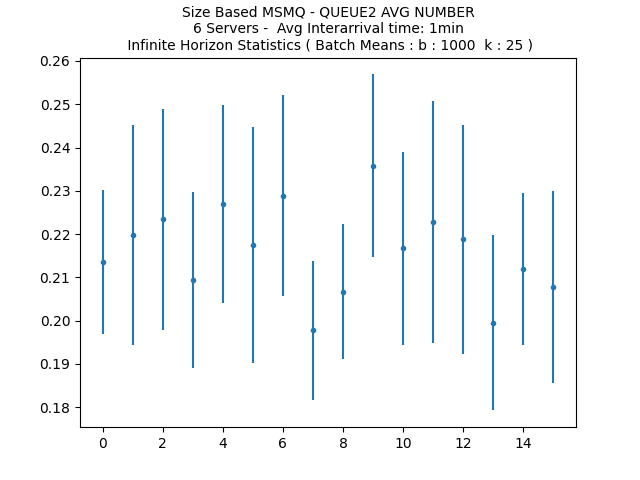 Size Based MSMQ - QUEUE2 AVG NUMBER
6 Servers -  Avg Interarrival time: 1min
Infinite Horizon Statistics ( Batch Means : b : 1000  k : 25 )
0.26
0.25
0.24
0.23
0.22
0.21
0.20
0.19
0.18
0 2 4 6 8 10 12 14